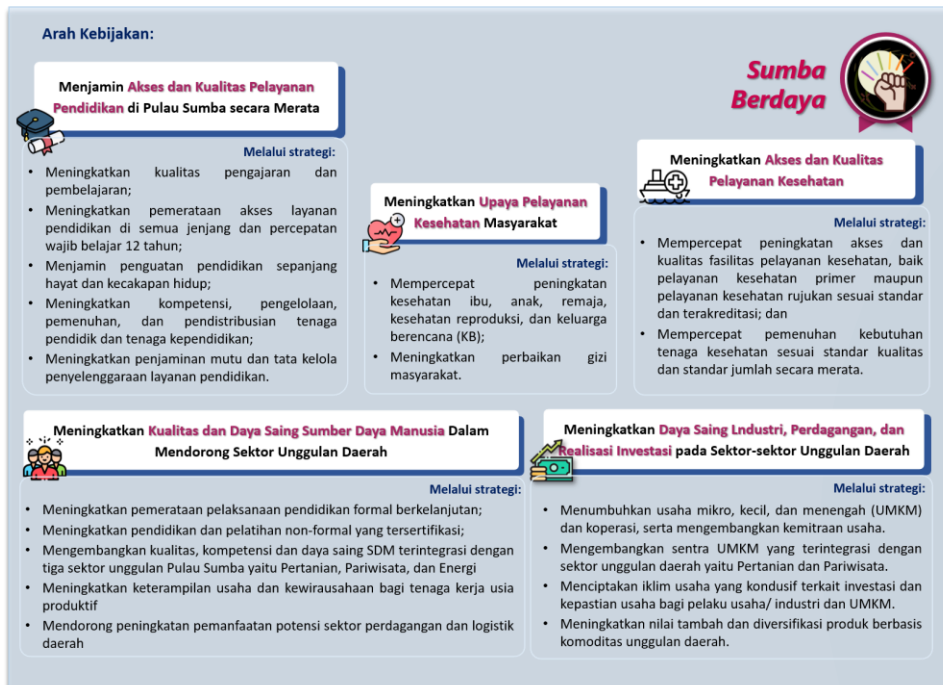 Arah Kebijakan:
Sumba
Berdaya
Menjamin Akses dan Kualitas Pelayanan
Pendidikan di Pulau Sumba secara Merata
Melalui strategi:
• Meningkatkan kualitas pengajaran dan
pembelajaran;
• Meningkatkan pemerataan akses layanan
pendidikan di semua jenjang dan percepatan
wajib belajar 12 tahun;
• Menjamin penguatan pendidikan sepanjang
hayat dan kecakapan hidup;
• Meningkatkan kompetensi, pengelolaan,
pemenuhan, dan pendistribusian tenaga
pendidik dan tenaga kependidikan;
• Meningkatkan penjaminan mutu dan tata kelola
penyelenggaraan layanan pendidikan.
Meningkatkan Upaya Pelayanan
Kesehatan Masyarakat
Melalui strategi:
• Mempercepat peningkatan
kesehatan ibu, anak, remaja,
kesehatan reproduksi, dan keluarga
berencana (KB);
• Meningkatkan perbaikan gizi
masyarakat.
Meningkatkan Akses dan Kualitas
Pelayanan Kesehatan
Melalui strategi:
• Mempercepat peningkatan akses dan
kualitas fasilitas pelayanan kesehatan, baik
pelayanan kesehatan primer maupun
pelayanan kesehatan rujukan sesuai standar
dan terakreditasi; dan
• Mempercepat pemenuhan kebutuhan
tenaga kesehatan sesuai standar kualitas
dan standar jumlah secara merata.
Meningkatkan Kualitas dan Daya Saing Sumber Daya Manusia Dalam
Mendorong Sektor Unggulan Daerah
Melalui strategi:
• Meningkatkan pemerataan pelaksanaan pendidikan formal berkelanjutan;
• Meningkatkan pendidikan dan pelatihan non-formal yang tersertifikasi;
• Mengembangkan kualitas, kompetensi dan daya saing SDM terintegrasi dengan
tiga sektor unggulan Pulau Sumba yaitu Pertanian, Pariwisata, dan Energi
• Meningkatkan keterampilan usaha dan kewirausahaan bagi tenaga kerja usia
produktif
• Mendorong peningkatan pemanfaatan potensi sektor perdagangan dan logistik
daerah
Meningkatkan Daya Saing Lndustri, Perdagangan, dan
Realisasi Investasi pada Sektor-sektor Unggulan Daerah
Melalui strategi:
• Menumbuhkan usaha mikro, kecil, dan menengah (UMKM)
dan koperasi, serta mengembangkan kemitraan usaha.
• Mengembangkan sentra UMKM yang terintegrasi dengan
sektor unggulan daerah yaitu Pertanian dan Pariwisata.
• Menciptakan iklim usaha yang kondusif terkait investasi dan
kepastian usaha bagi pelaku usaha/ industri dan UMKM.
• Meningkatkan nilai tambah dan diversifikasi produk berbasis
komoditas unggulan daerah.